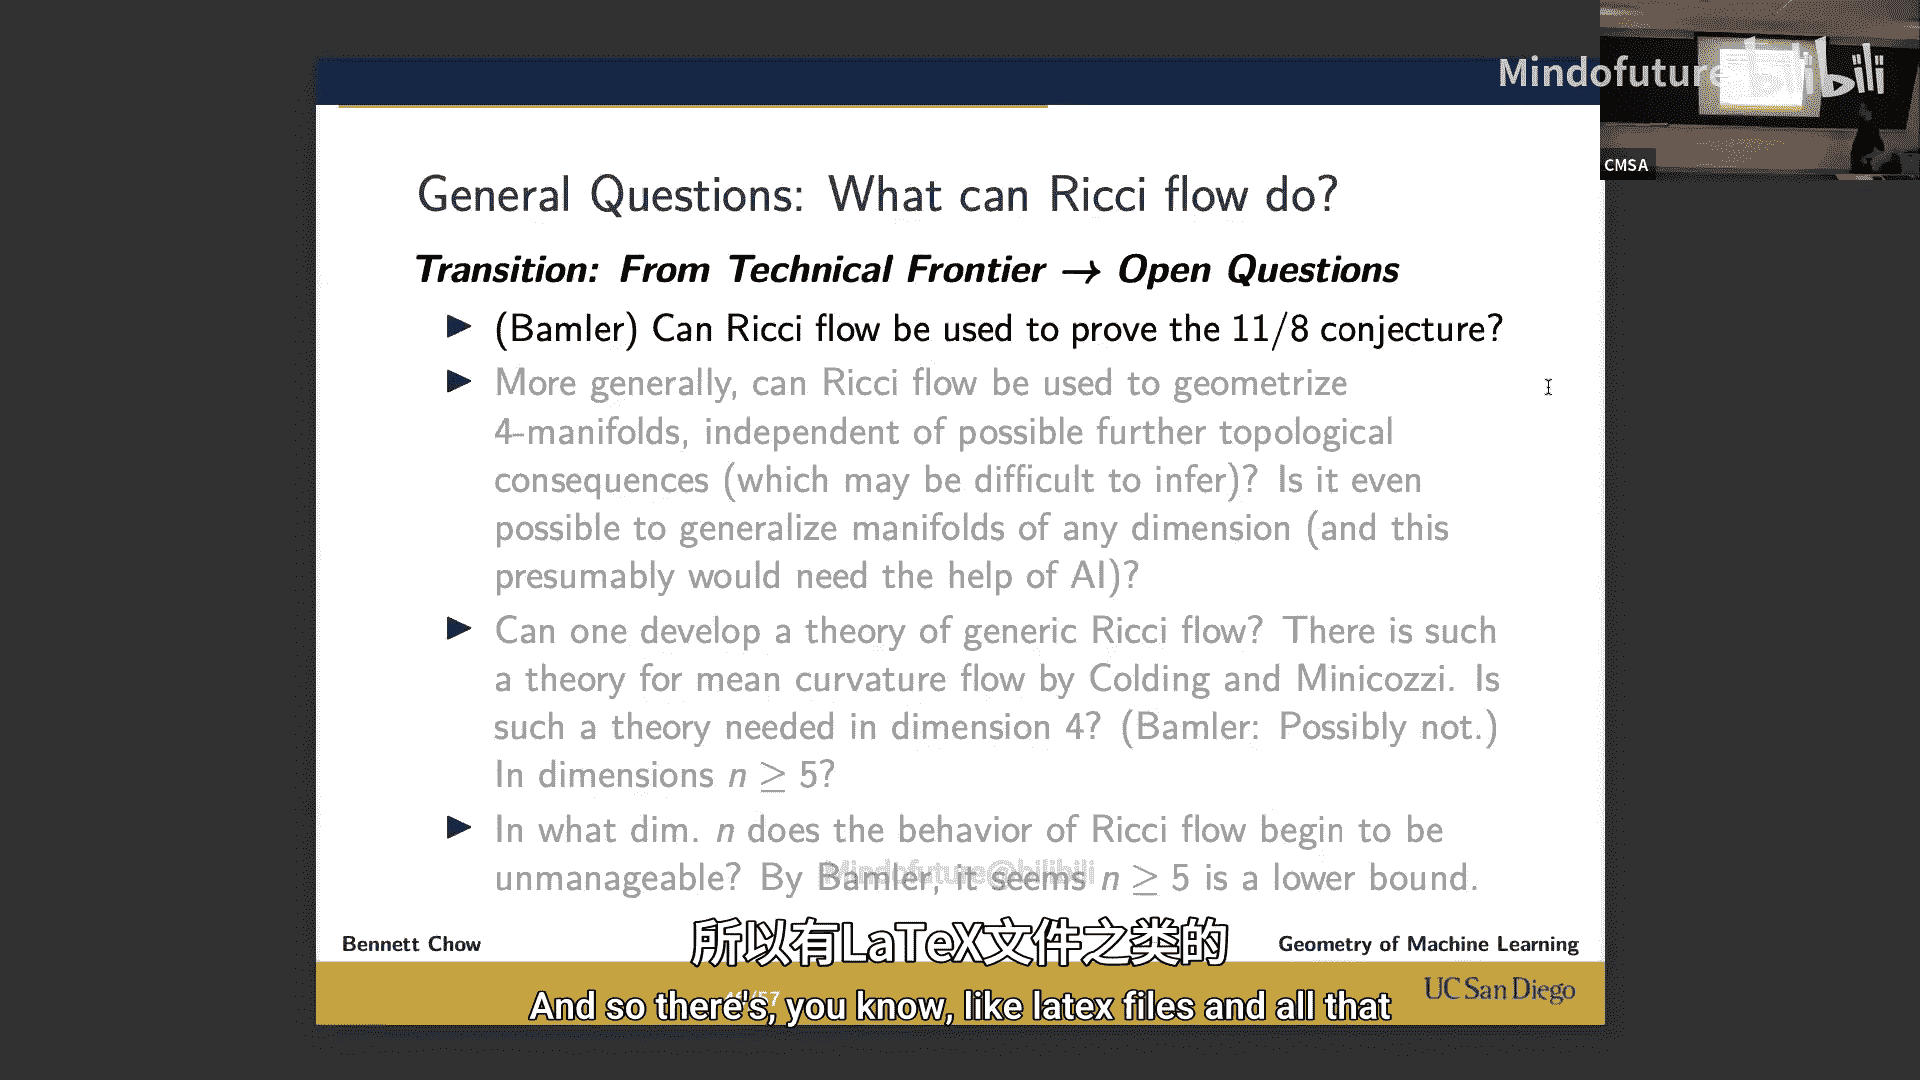 Mindofuture
bilibili
CMSA
General Questions: What can Ricci flow do?
Transition: From Technical Frontier → Open Questions
▶ (Bamler) Can Ricci flow be used to prove the 11/8 conjecture?
▶ More generally, can Ricci flow be used to geometrize
4-manifolds, independent of possible further topological
consequences (which may be difficult to infer)? Is it even
possible to generalize manifolds of any dimension (and this
presumably would need the help of AI)?
▶ Can one develop a theory of generic Ricci flow? There is such
a theory for mean curvature flow by Colding and Minicozzi. Is
such a theory needed in dimension 4? (Bamler: Possibly not.)
In dimensions n ≥ 5?
▶ In what dim. n does the behavior of Ricci flow begin to be
unmanageable? By Bamler, it seems n ≥ 5 is a lower bound.
Mindofuture@bilibili
Bennett Chow
Geometry of Machine Learning
所以有LaTeX文件之类的
And so there's, you know, like latex files and all that
UC San Diego